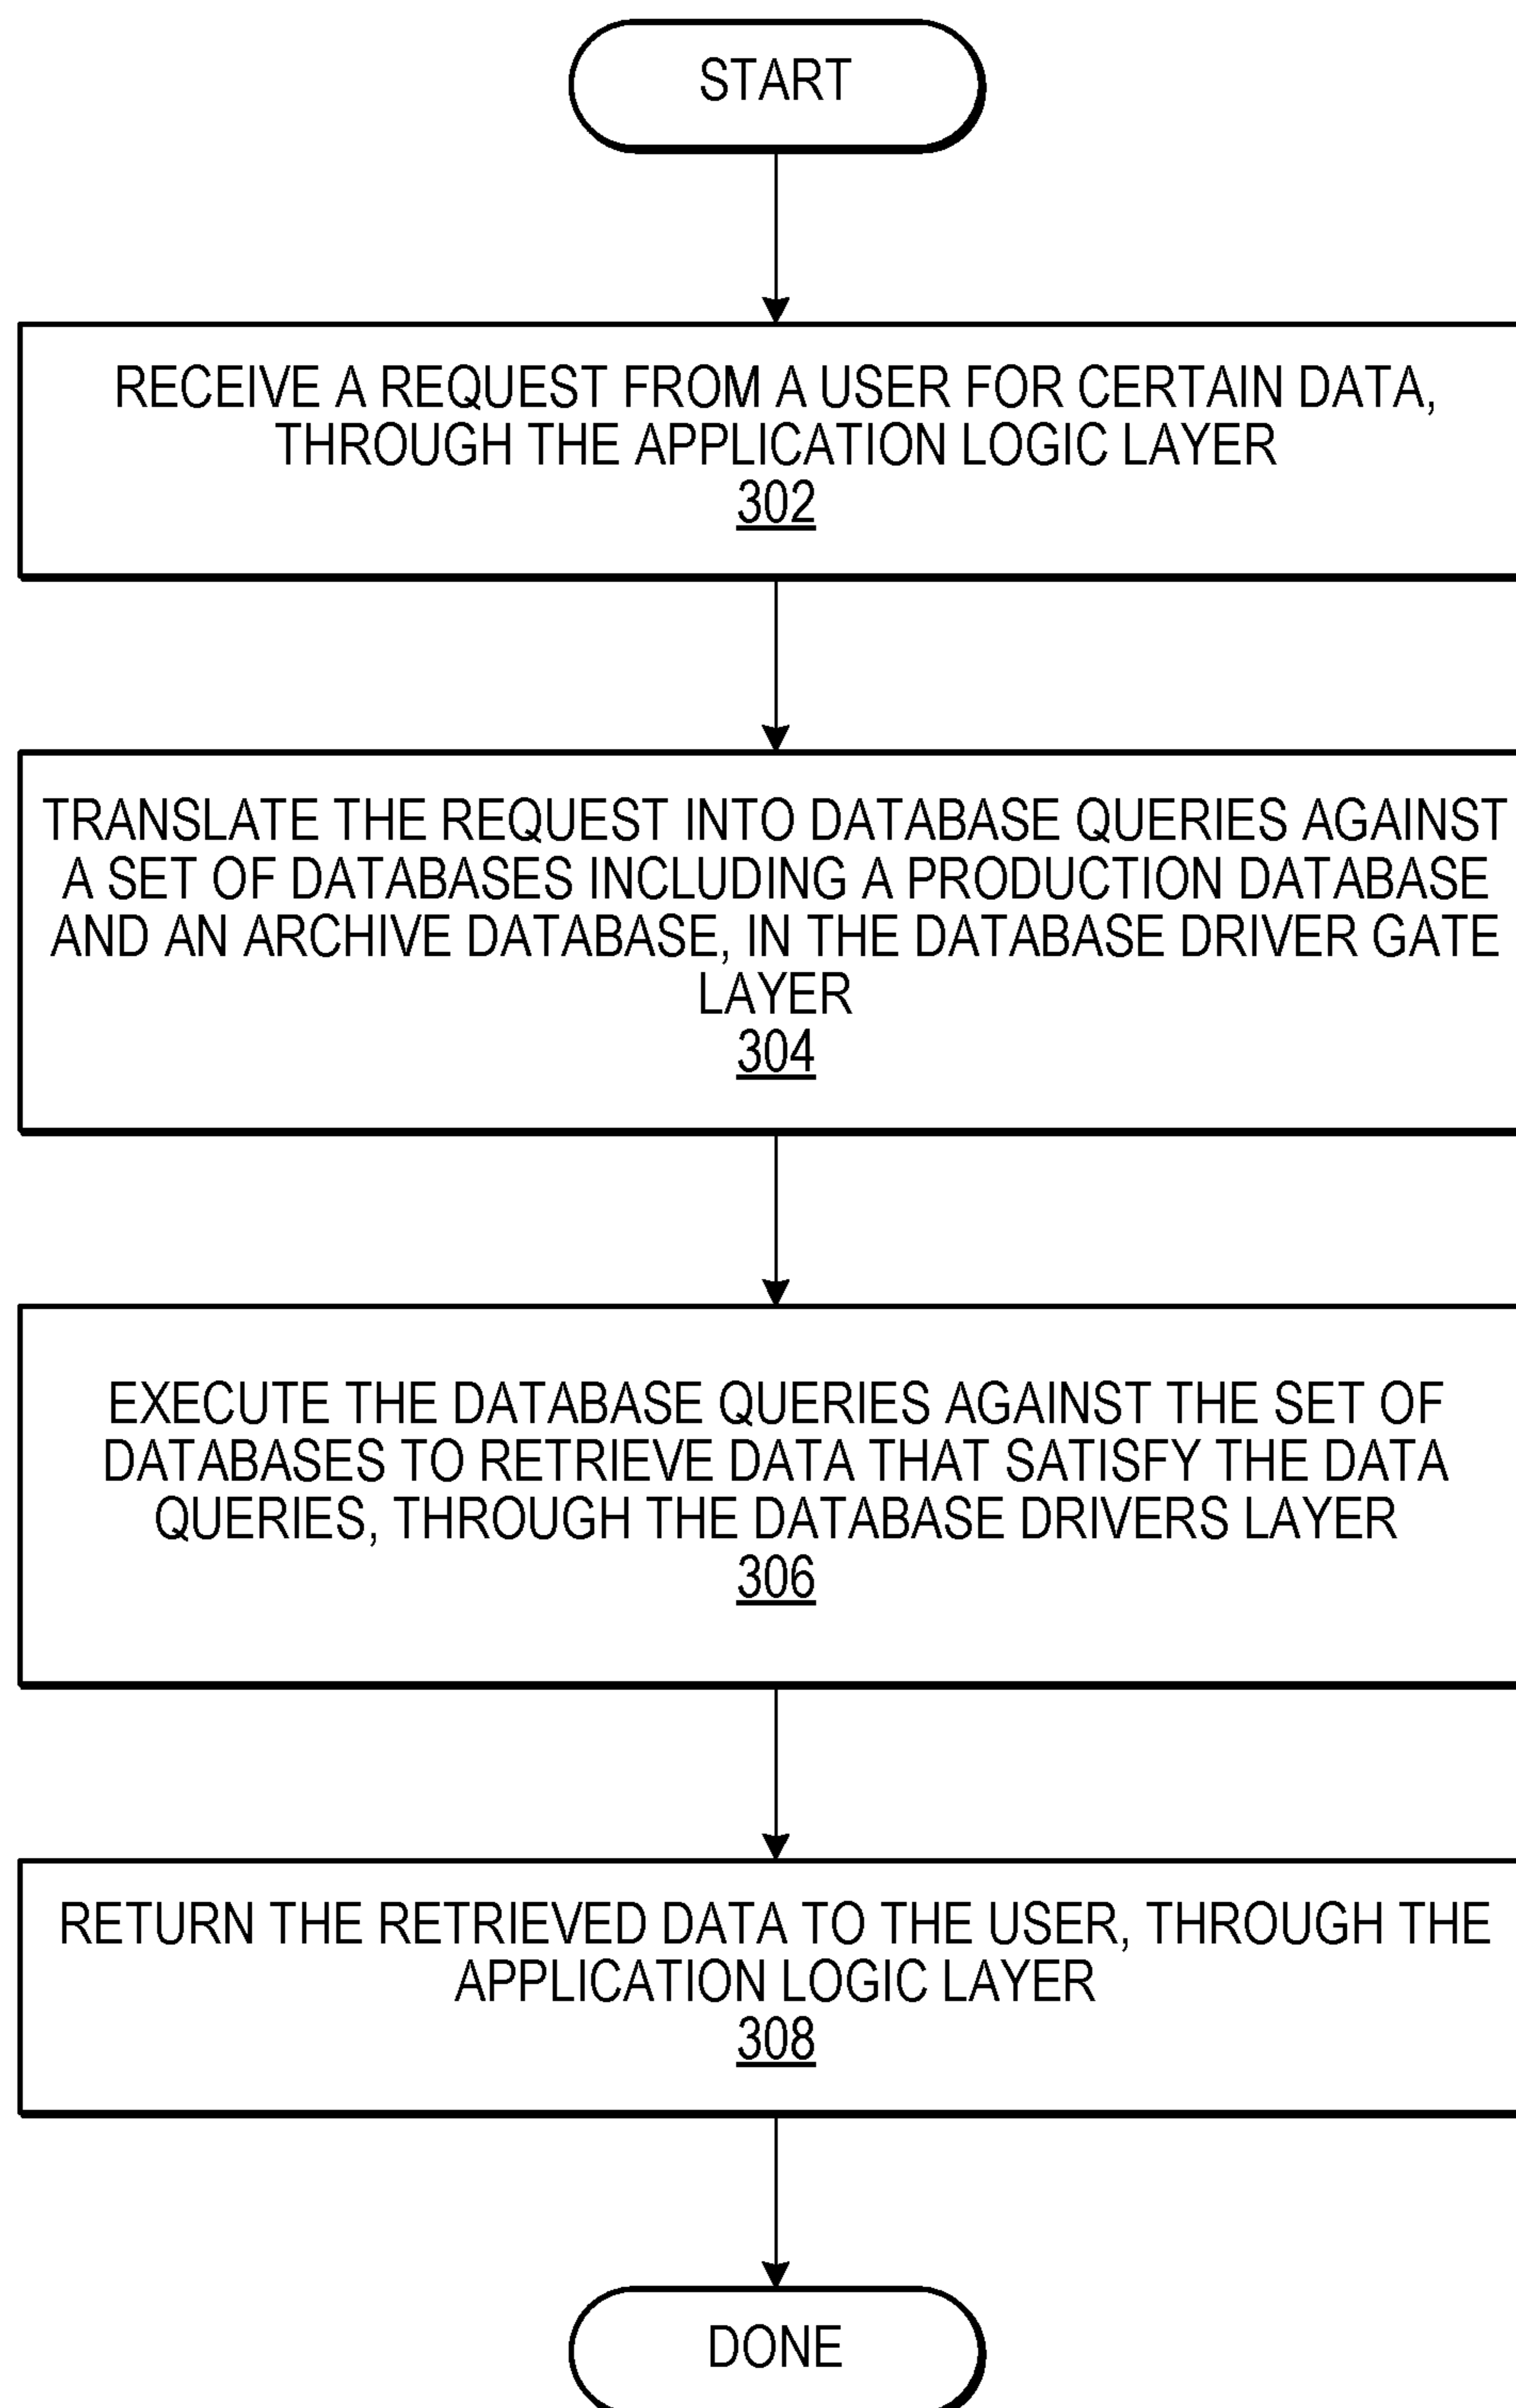 START
RECEIVE A REQUEST FROM A USER FOR CERTAIN DATA,
THROUGH THE APPLICATION LOGIC LAYER
302
TRANSLATE THE REQUEST INTO DATABASE QUERIES AGAINST
A SET OF DATABASES INCLUDING A PRODUCTION DATABASE
AND AN ARCHIVE DATABASE, IN THE DATABASE DRIVER GATE
LAYER
304
EXECUTE THE DATABASE QUERIES AGAINST THE SET OF
DATABASES TO RETRIEVE DATA THAT SATISFY THE DATA
QUERIES, THROUGH THE DATABASE DRIVERS LAYER
306
RETURN THE RETRIEVED DATA TO THE USER, THROUGH THE
APPLICATION LOGIC LAYER
308
DONE